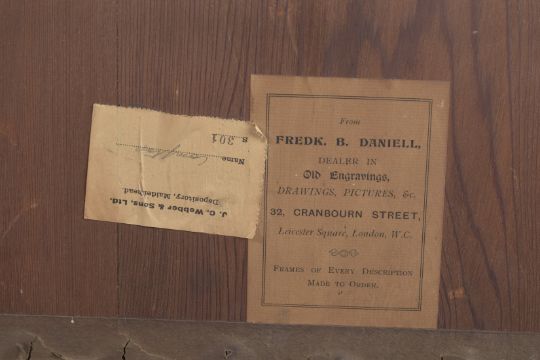 From
FREDK. B. DANIELL,
DEALER IN
Old Engravings,
DRAWINGS, PICTURES, &c.
32, CRANBOURN STREET,
Leicester Square, London, W.C.
FRAMES OF EVERY DESCRIPTION
MADE TO ORDER.
J. C. Webber & Sons, Ltd.
Depository, Maidenhead.
Name
S. 301